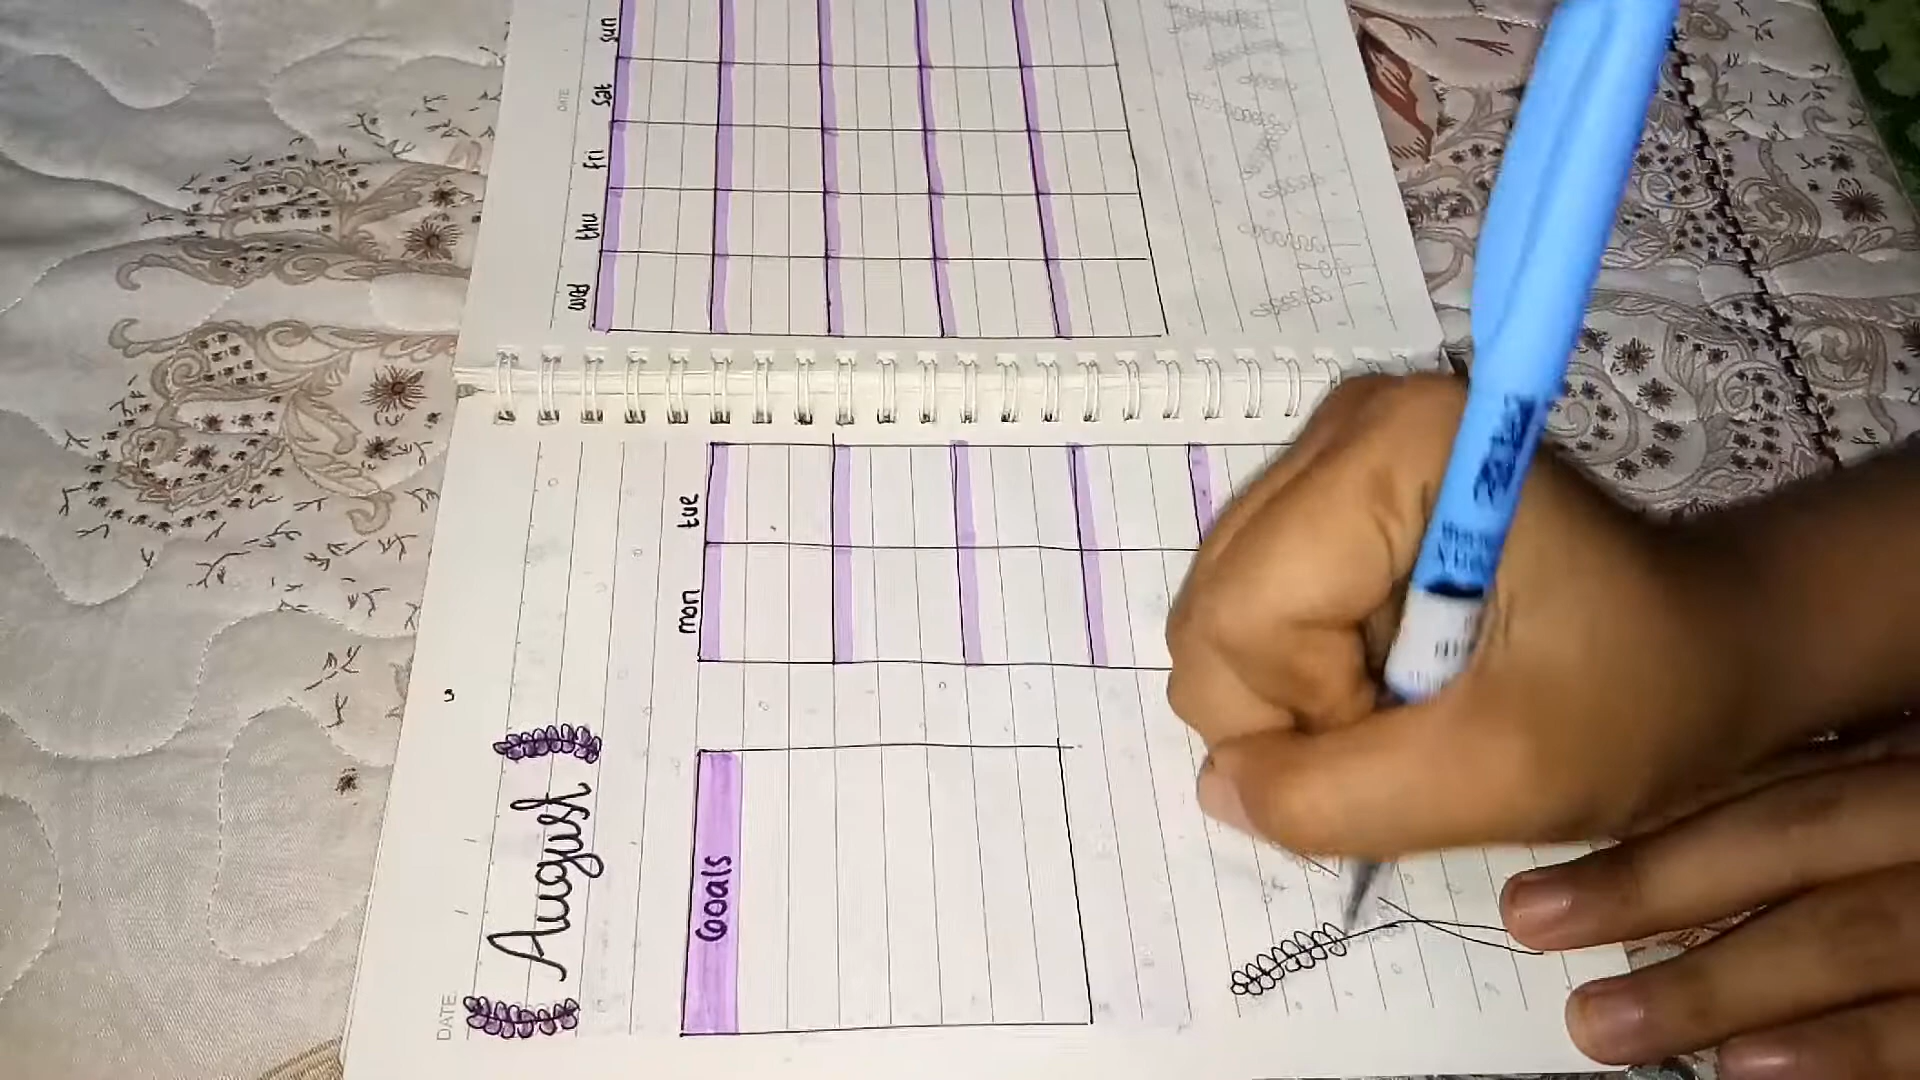 DATE
August
Goals
mon
tue
DATE
wed
thu
fri
sat
sun